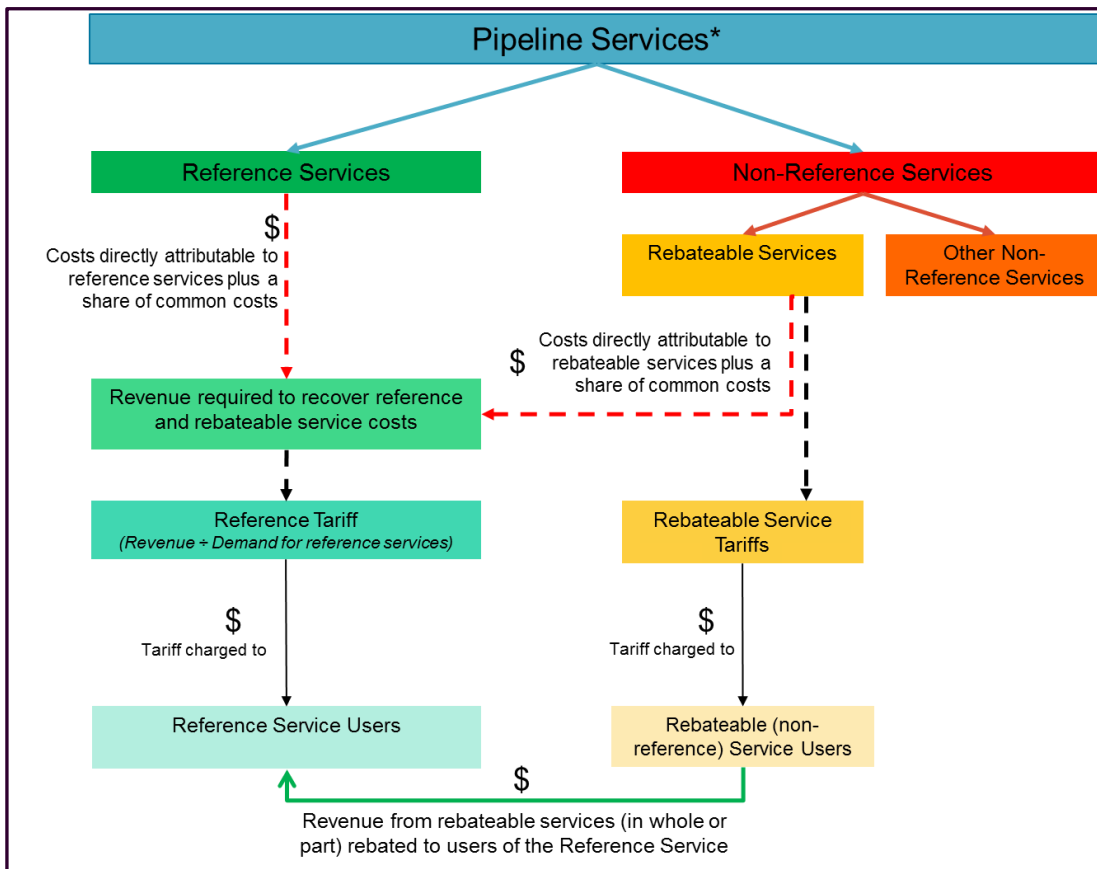 Pipeline Services*
Reference Services
Non-Reference Services
$
Costs directly attributable to
reference services plus a
share of common costs
Rebateable Services
Other Non-
Reference Services
$
Costs directly attributable to
rebateable services plus a
share of common costs
Revenue required to recover reference
and rebateable service costs
Reference Tariff
(Revenue ÷ Demand for reference services)
Rebateable Service
Tariffs
$
Tariff charged to
$
Tariff charged to
Reference Service Users
Rebateable (non-
reference) Service Users
$
Revenue from rebateable services (in whole or
part) rebated to users of the Reference Service